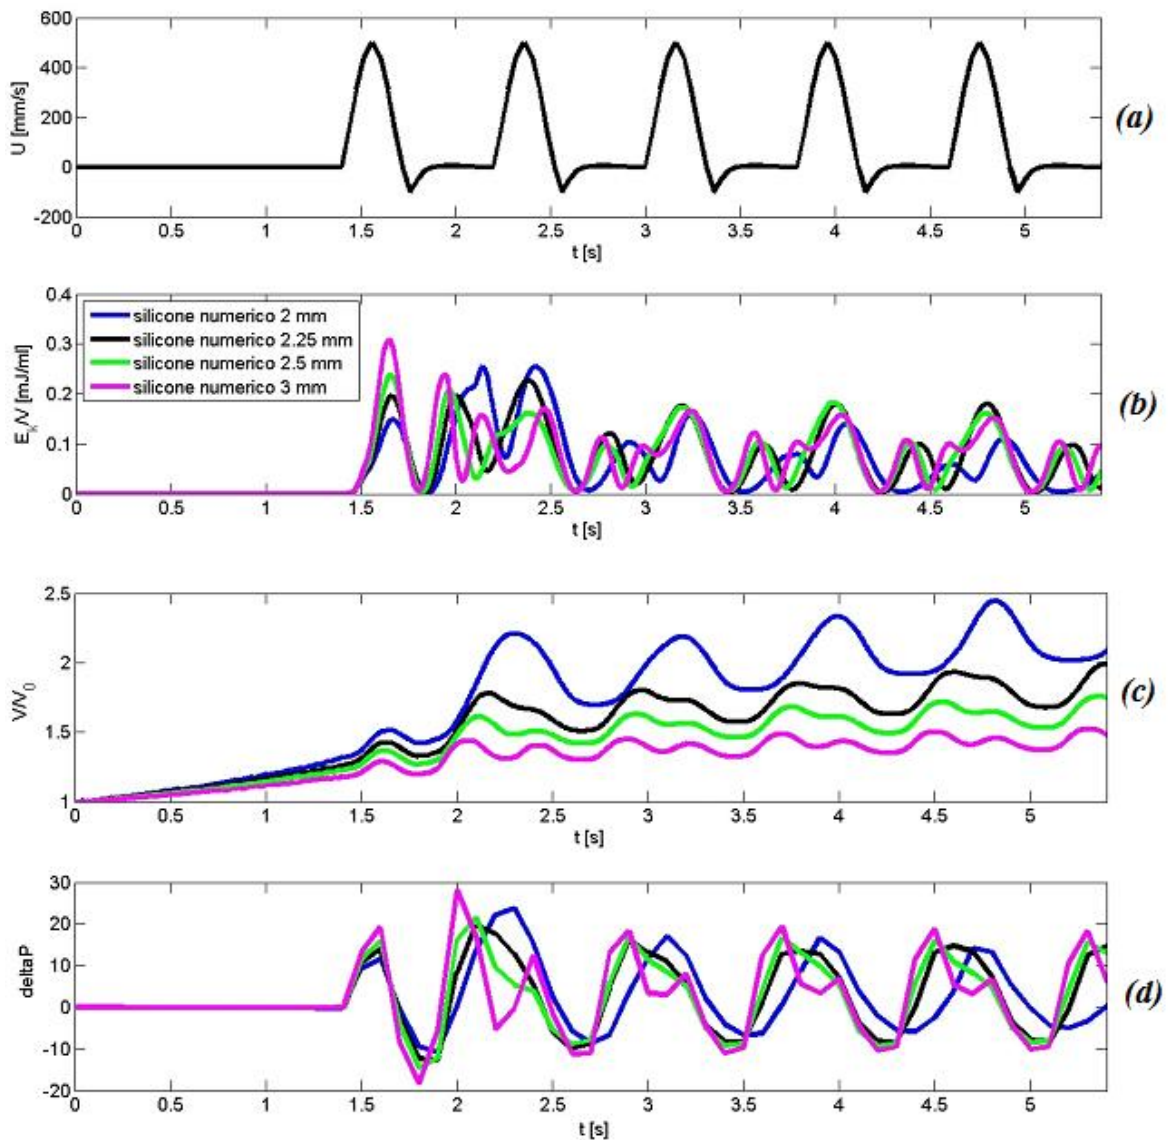 600
400
200
0
-200
U [mm/s]
0 0.5 1 1.5 2 2.5 3 3.5 4 4.5 5
t [s]
(a)
0.4
0.3
0.2
0.1
0
E_k/V [mJ/ml]
silicone numerico 2 mm
silicone numerico 2.25 mm
silicone numerico 2.5 mm
silicone numerico 3 mm
0 0.5 1 1.5 2 2.5 3 3.5 4 4.5 5
t [s]
(b)
2.5
2
1.5
1
V/V_0
0 0.5 1 1.5 2 2.5 3 3.5 4 4.5 5
t [s]
(c)
30
20
10
0
-10
-20
deltaP
0 0.5 1 1.5 2 2.5 3 3.5 4 4.5 5
t [s]
(d)